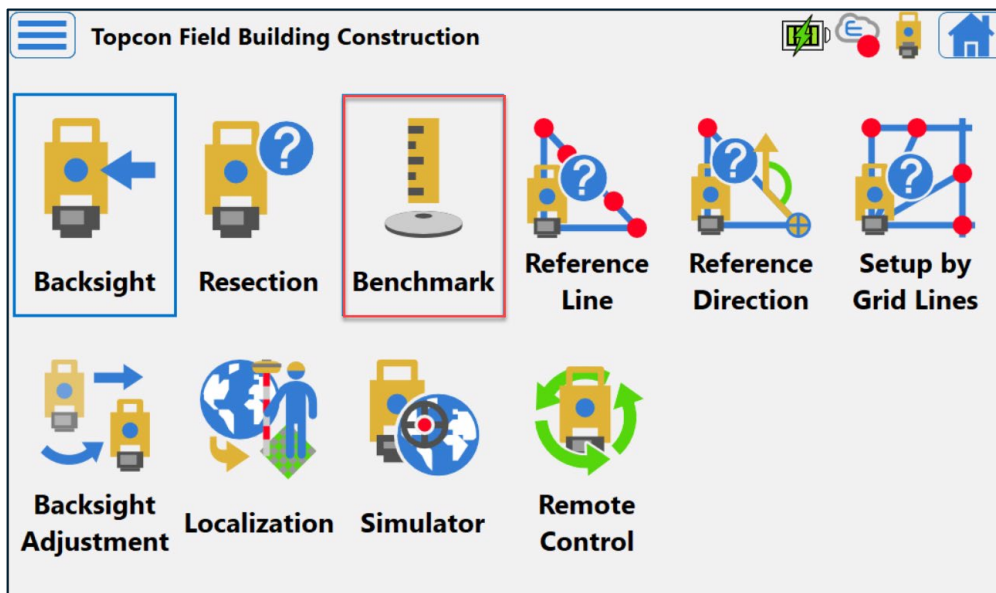 Topcon Field Building Construction
Backsight
Resection
Benchmark
Reference
Line
Reference
Direction
Setup by
Grid Lines
Backsight
Adjustment
Localization
Simulator
Remote
Control